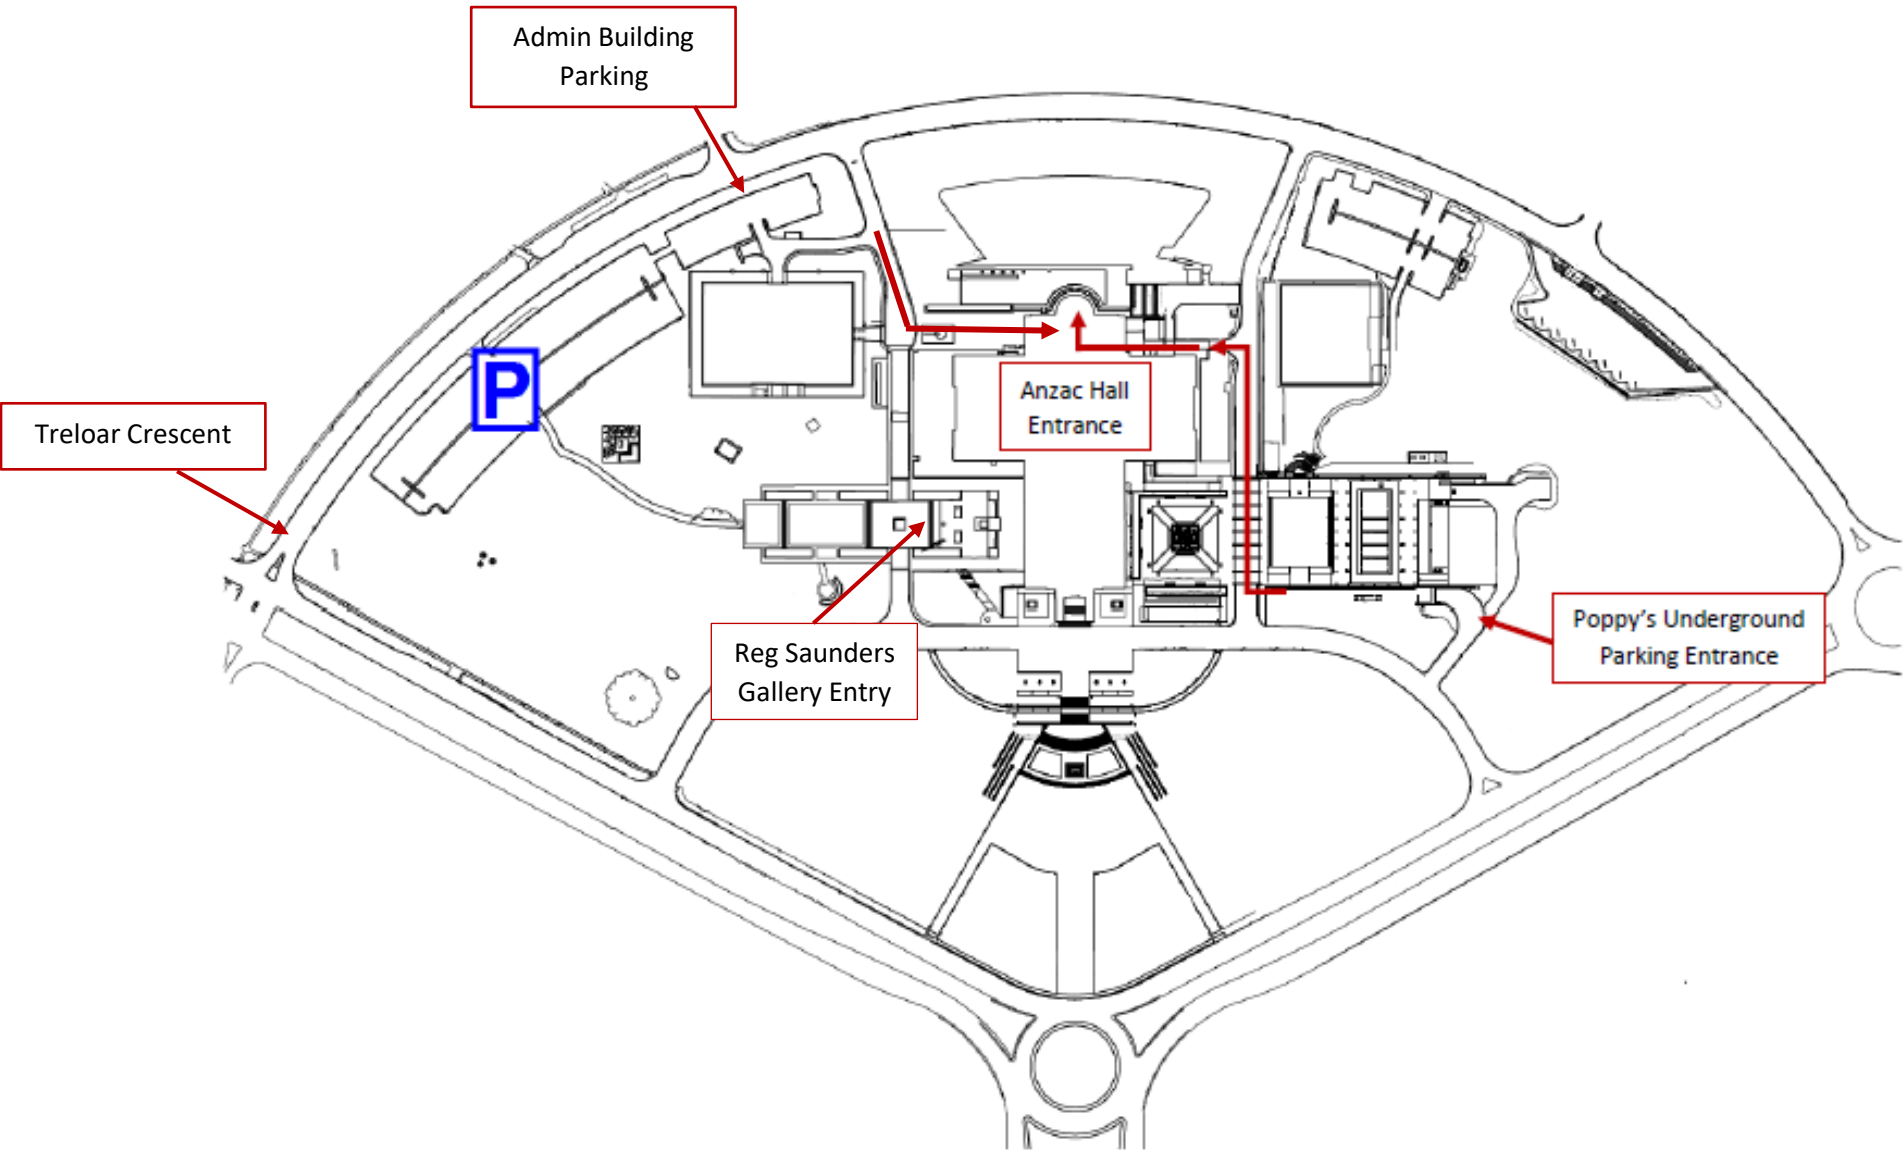 Admin Building
Parking
P
Treloar Crescent
Anzac Hall
Entrance
Reg Saunders
Gallery Entry
Poppy’s Underground
Parking Entrance